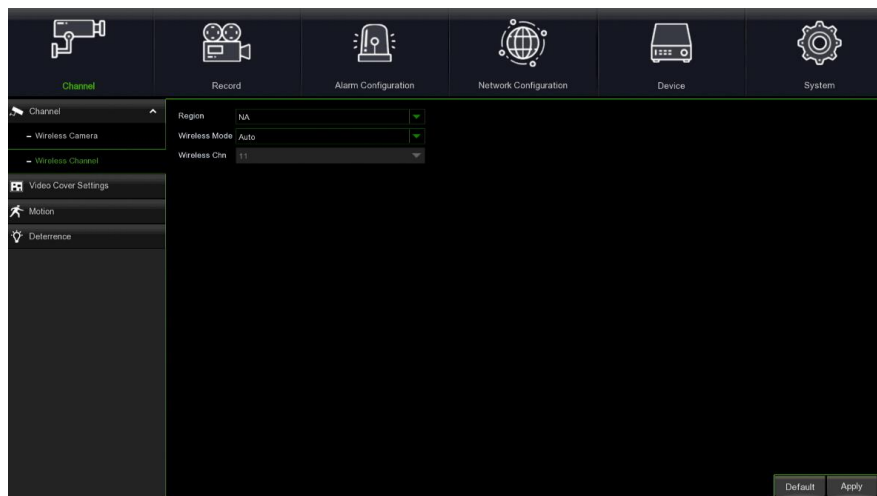 Channel
Record
Alarm Configuration
Network Configuration
Device
System
Channel
Wireless Camera
Wireless Channel
Video Cover Settings
Motion
Deterrence
Region NA
Wireless Mode Auto
Wireless Chn 11
Default Apply